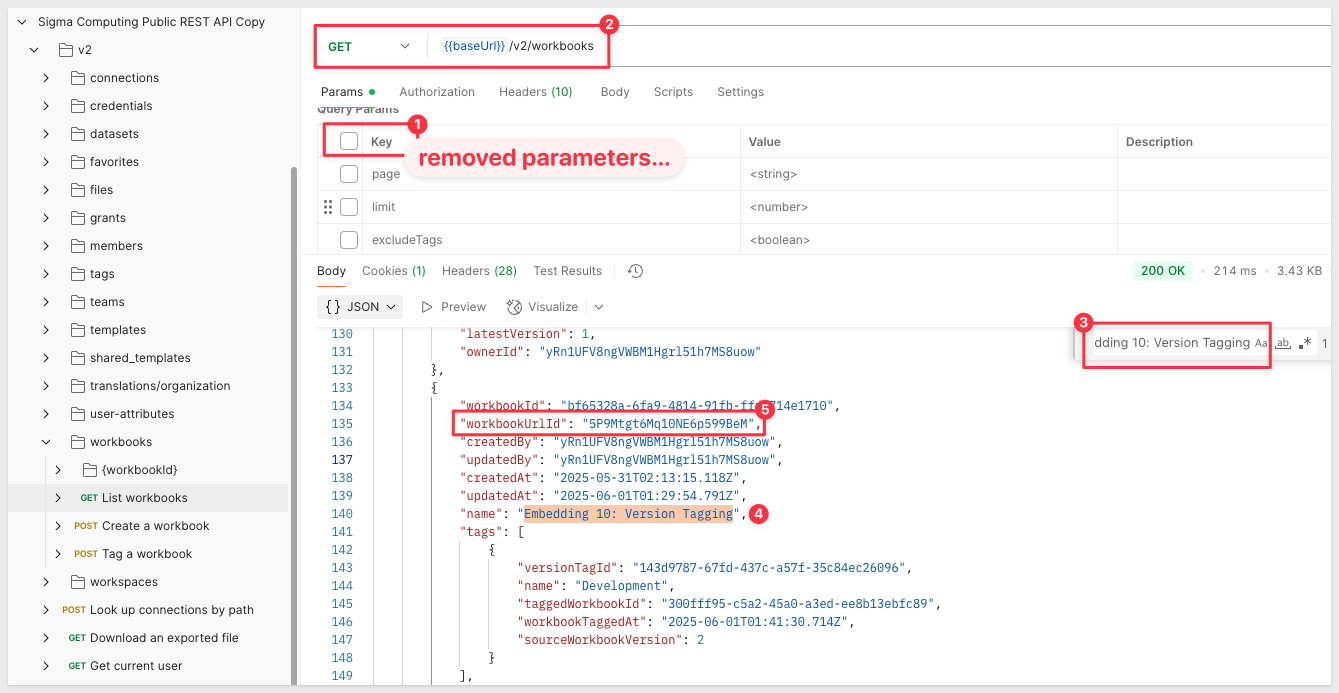 Sigma Computing Public REST API Copy
v2
connections
credentials
datasets
favorites
files
grants
members
tags
teams
templates
shared_templates
translations/organization
user-attributes
workbooks
{workbookId}
GET List workbooks
POST Create a workbook
POST Tag a workbook
workspaces
POST Look up connections by path
GET Download an exported file
GET Get current user
2
GET {{baseUrl}} /v2/workbooks
Params Authorization Headers (10) Body Scripts Settings
Query Params
1
Key Value Description
removed parameters...
page <string>
limit <number>
excludeTags <boolean>
Body Cookies (1) Headers (28) Test Results 200 OK 214 ms 3.43 KB
{} JSON Preview Visualize
3
dding 10: Version Tagging Aa ab .* 1
130 "latestVersion": 1,
131 "ownerId": "yRn1UFV8ngVWBM1Hgrl51h7MS8uow"
132 },
133 {
134 "workbookId": "bf65328a-6fa9-4814-91fb-ff 714e1710",
5
135 "workbookUrlId": "5P9Mtgt6Mq10NE6p599BeM",
136 "createdBy": "yRn1UFV8ngVWBM1Hgrl51h7MS8uow",
137 "updatedBy": "yRn1UFV8ngVWBM1Hgrl51h7MS8uow",
138 "createdAt": "2025-05-31T02:13:15.118Z",
139 "updatedAt": "2025-06-01T01:29:54.791Z",
140 "name": "Embedding 10: Version Tagging", 4
141 "tags": [
142 {
143 "versionTagId": "143d9787-67fd-437c-a57f-35c84ec26096",
144 "name": "Development",
145 "taggedWorkbookId": "300fff95-c5a2-45a0-a3ed-ee8b13ebfc89",
146 "workbookTaggedAt": "2025-06-01T01:41:30.714Z",
147 "sourceWorkbookVersion": 2
148 }
149 ],